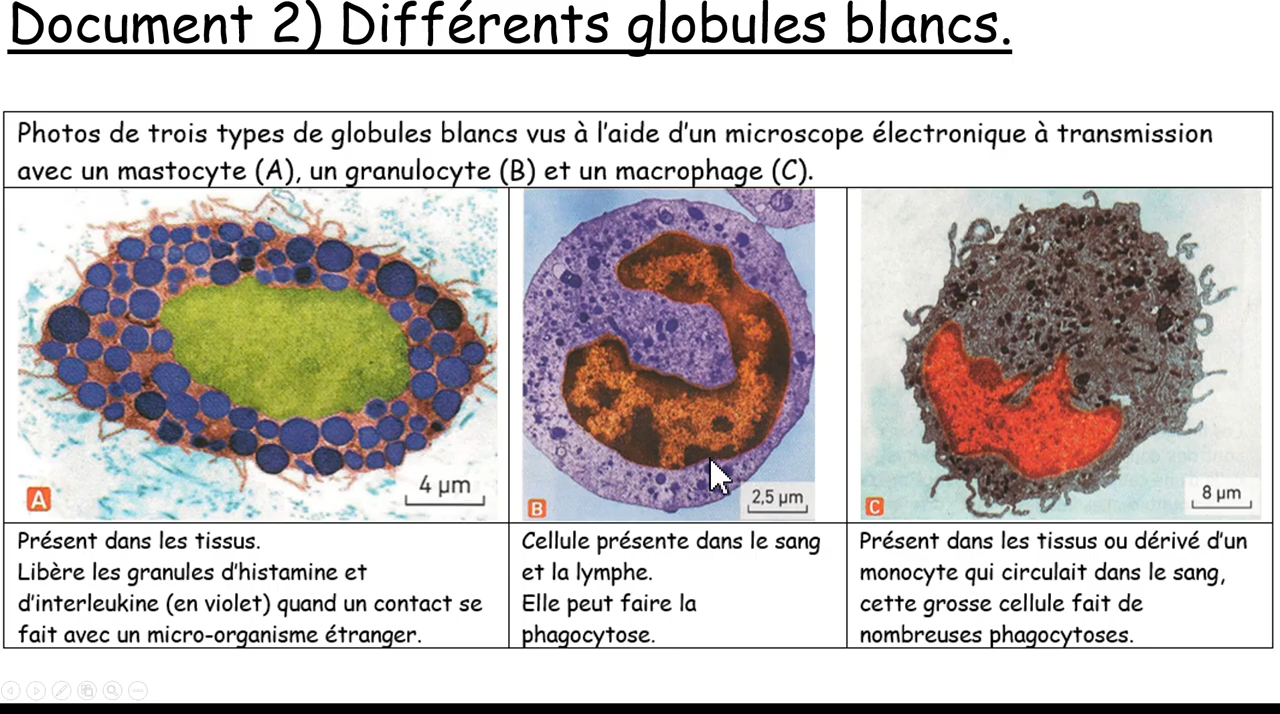 Document 2) Différents globules blancs.
Photos de trois types de globules blancs vus à l'aide d'un microscope électronique à transmission
avec un mastocyte (A), un granulocyte (B) et un macrophage (C).
A
4 µm
B
2,5 µm
C
8 µm
Présent dans les tissus.
Libère les granules d'histamine et
d'interleukine (en violet) quand un contact se
fait avec un micro-organisme étranger.
Cellule présente dans le sang
et la lymphe.
Elle peut faire la
phagocytose.
Présent dans les tissus ou dérivé d'un
monocyte qui circulait dans le sang,
cette grosse cellule fait de
nombreuses phagocytoses.